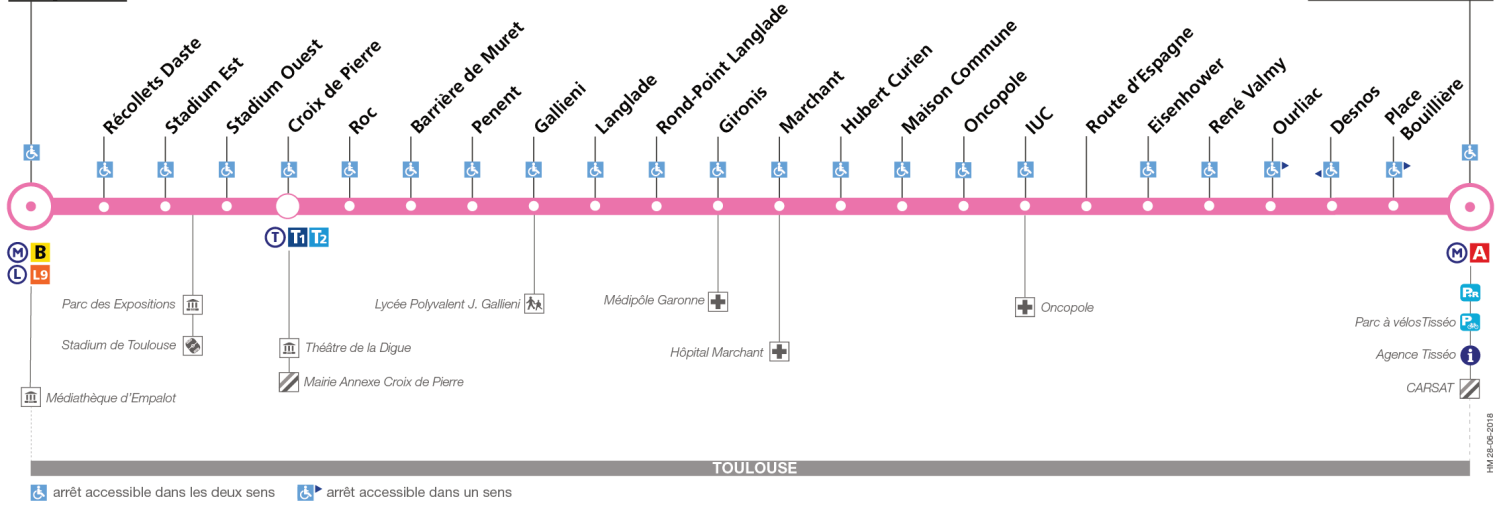 Récollets Daste
Stadium Est
Stadium Ouest
Croix de Pierre
Roc
Barrière de Muret
Penent
Gallieni
Langlade
Rond-Point Langlade
Gironis
Marchant
Hubert Curien
Maison Commune
Oncopole
IUC
Route d'Espagne
Eisenhower
René Valmy
Ourliac
Desnos
Place
Bouillière
M B
L L9
T T1 T2
M A
P+R
Parc des Expositions
Stadium de Toulouse
Médiathèque d'Empalot
Théâtre de la Digue
Mairie Annexe Croix de Pierre
Lycée Polyvalent J. Gallieni
Médipôle Garonne
Hôpital Marchant
Oncopole
Parc à vélosTisséo
P
Agence Tisséo
i
CARSAT
HM 28-06-2018
TOULOUSE
arrêt accessible dans les deux sens
arrêt accessible dans un sens